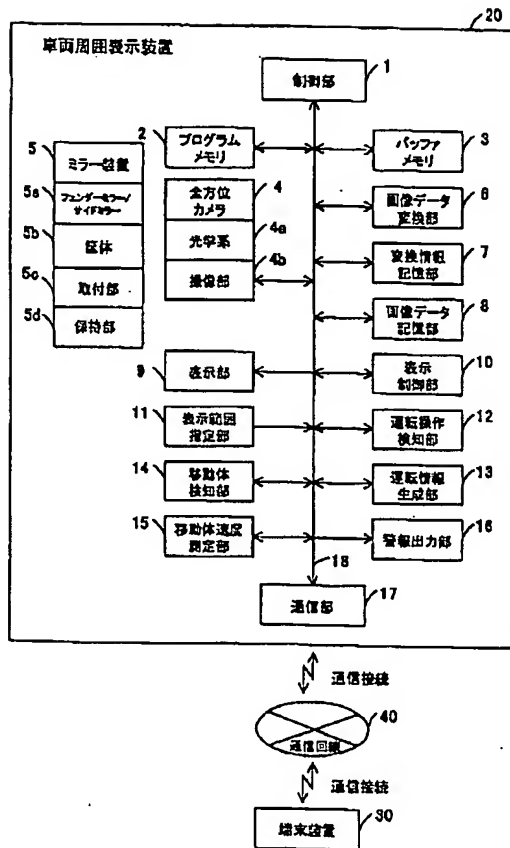 20
車両周囲表示装置
制御部
1
2
プログラム
メモリ
バッファ
メモリ
3
5
ミラー装置
5a
フェンダーミラー/
サイドミラー
5b
筐体
5c
取付部
5d
保持部
全方位
カメラ
4
光学系
4a
撮像部
4b
画像データ
変換部
6
変換情報
記憶部
7
画像データ
記憶部
8
9
表示部
表示
制御部
10
11
表示範囲
指定部
運転操作
検知部
12
14
移動体
検知部
運転情報
生成部
13
15
移動体速度
測定部
警報出力部
16
18
通信部
17
通信接続
40
通信回線
通信接続
端末装置
30